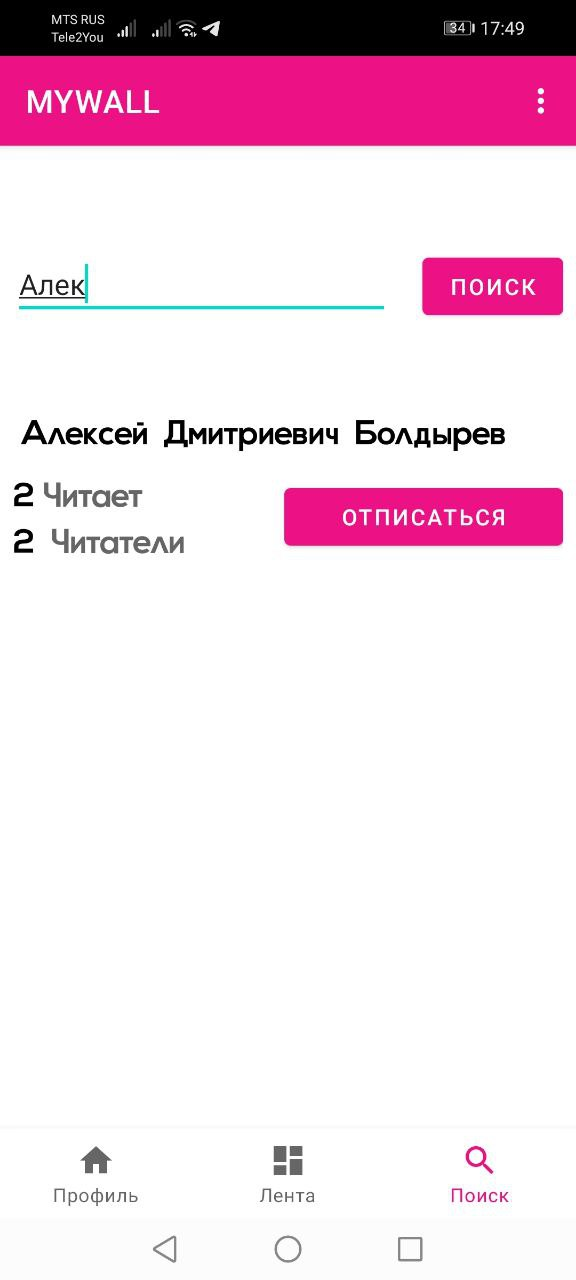 MTS RUS
Tele2You
34 17:49
MYWALL
Алек
ПОИСК
Алексей Дмитриевич Болдырев
2 Читает
ОТПИСАТЬСЯ
2 Читатели
Профиль
Лента
Поиск